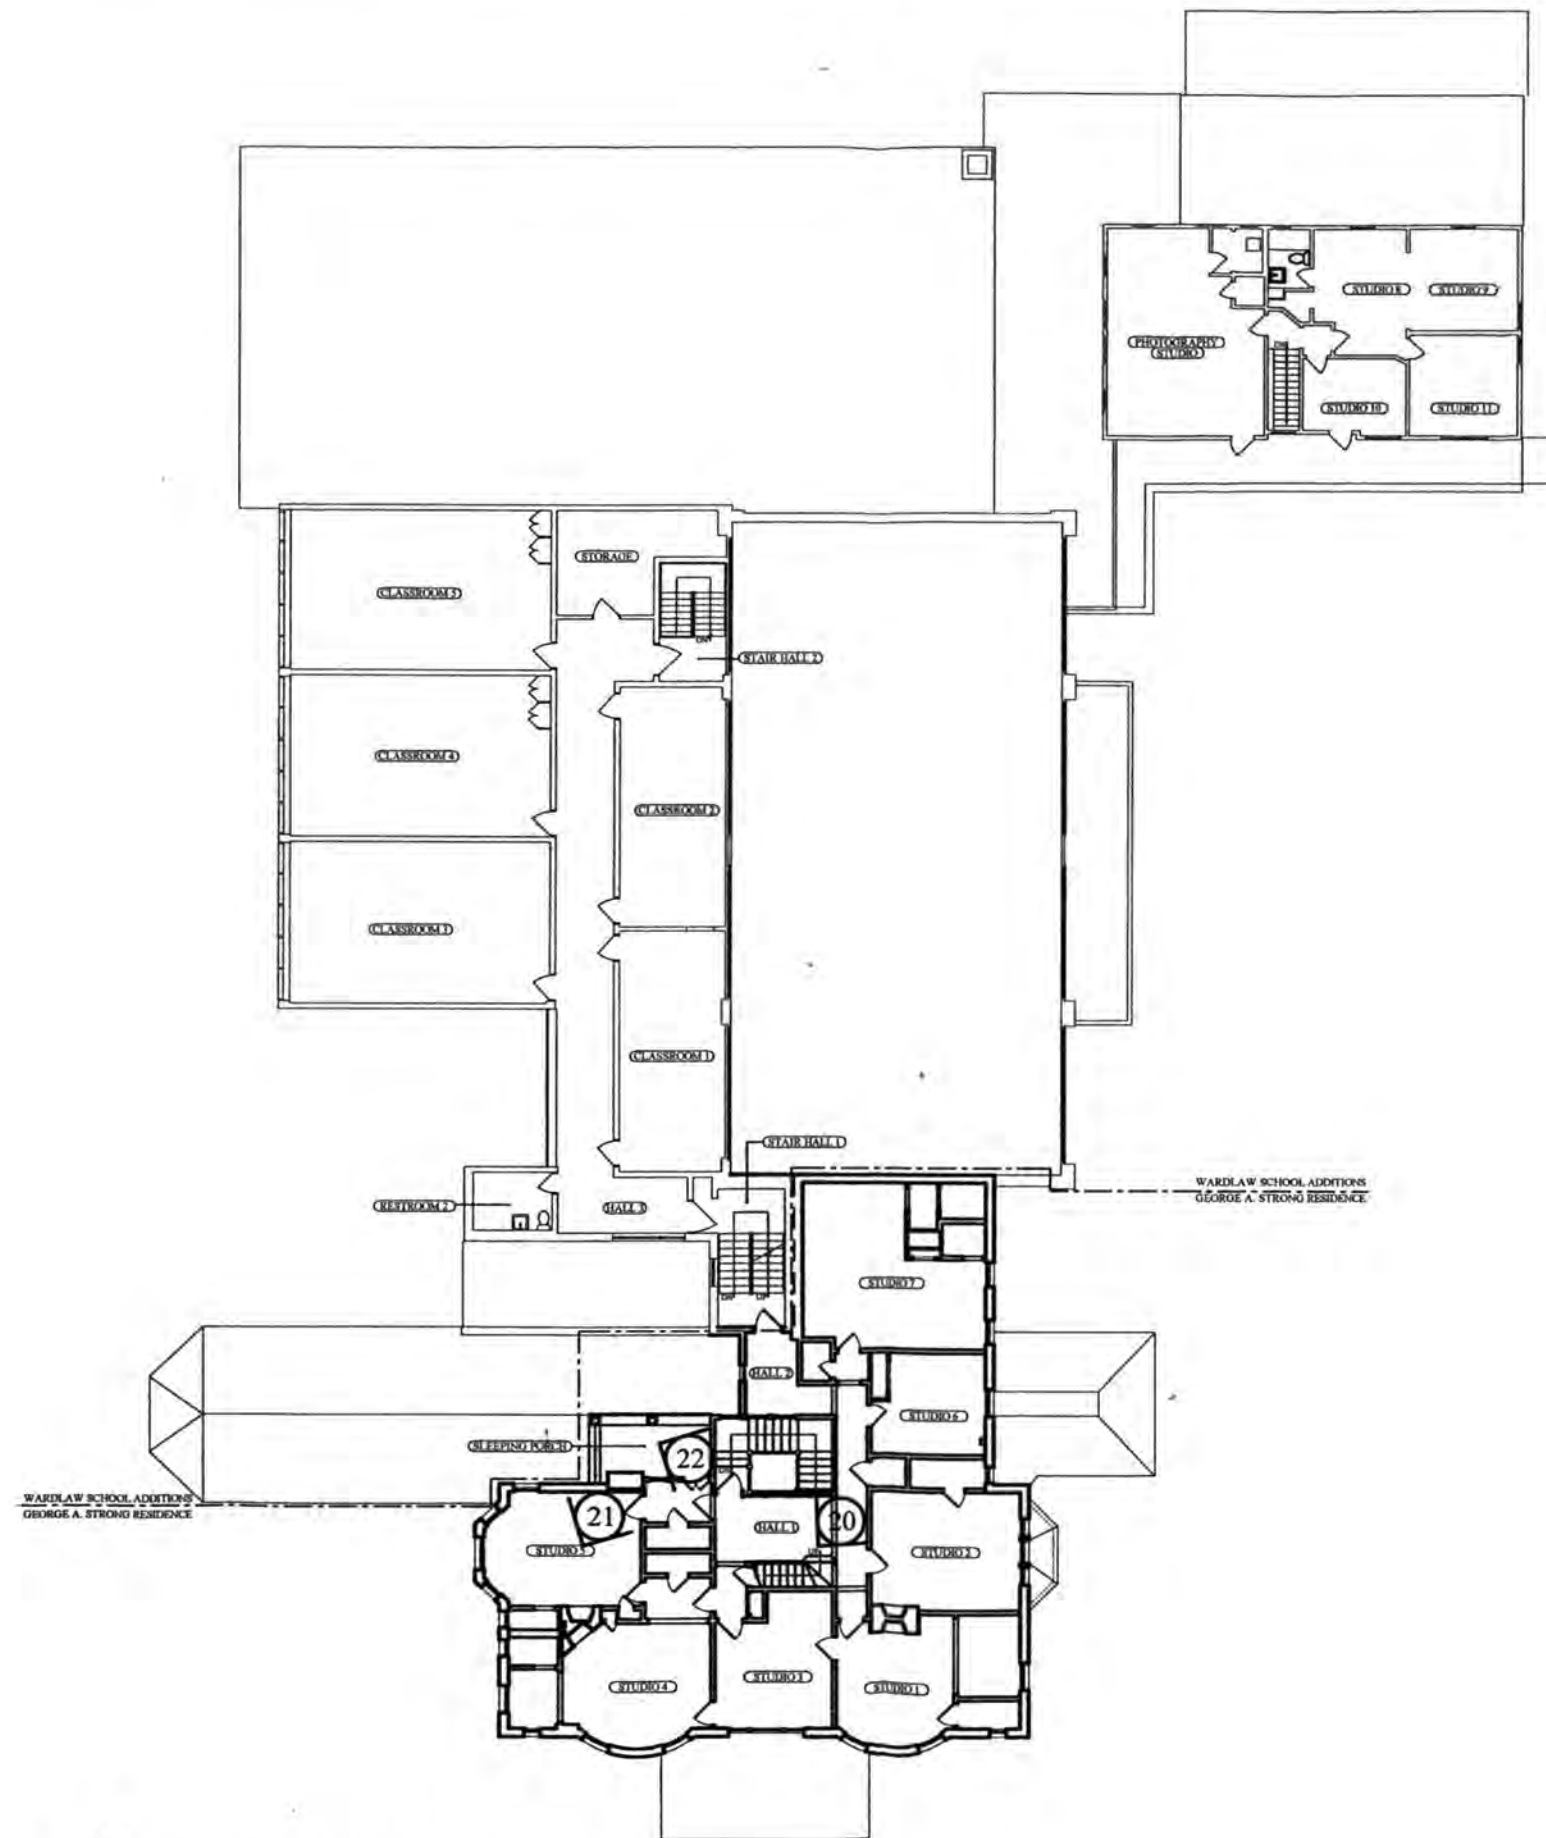 STUDIO 8
STUDIO 9
PHOTOGRAPHY
STUDIO
STUDIO 10
STUDIO 11
STORAGE
CLASSROOM 5
STAIR HALL 2
CLASSROOM 4
CLASSROOM 2
CLASSROOM 3
CLASSROOM 1
STAIR HALL 1
WARDLAW SCHOOL ADDITIONS
GEORGE A. STRONG RESIDENCE
RESTROOM 2
HALL 3
STUDIO 7
HALL 2
STUDIO 6
SLEEPING PORCH
22
WARDLAW SCHOOL ADDITIONS
GEORGE A. STRONG RESIDENCE
21
20
HALL 1
STUDIO 5
STUDIO 2
STUDIO 3
STUDIO 4
STUDIO 1